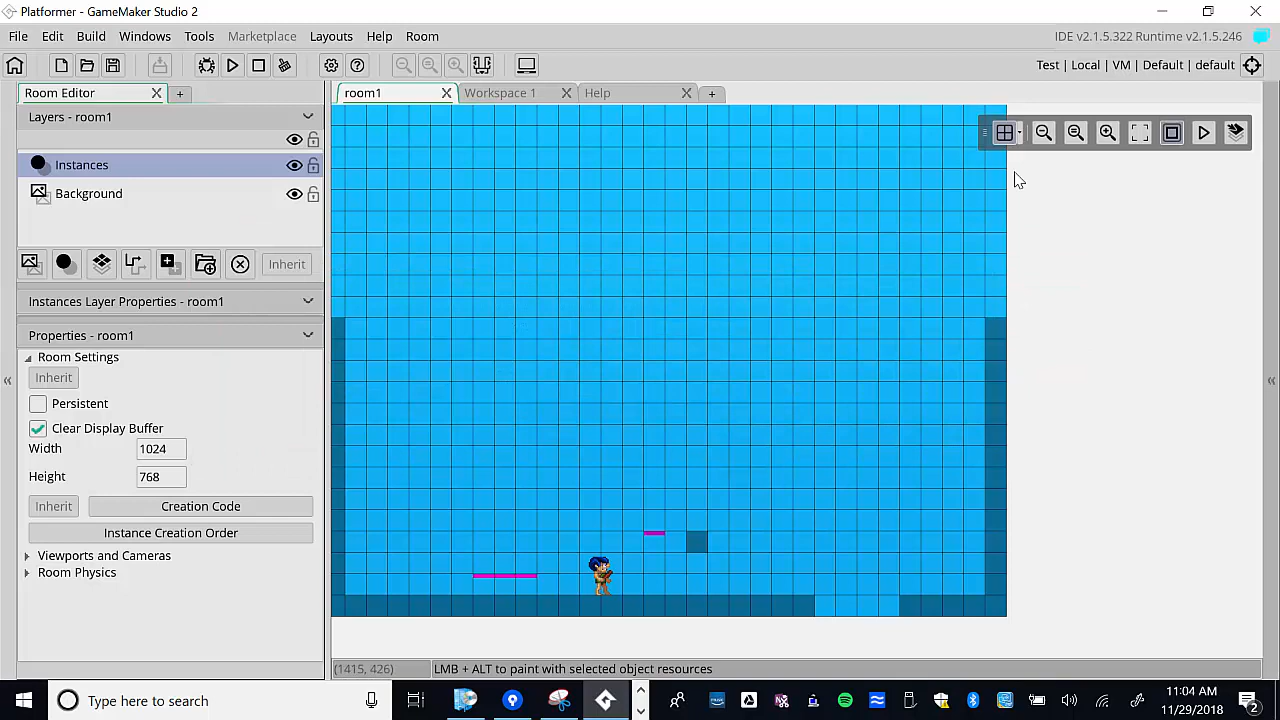 Platformer - GameMaker Studio 2
File Edit Build Windows Tools Marketplace Layouts Help Room
IDE v2.1.5.322 Runtime v2.1.5.246
Test | Local | VM | Default | default
Room Editor
room1
Workspace 1
Help
Layers - room1
Instances
Background
Inherit
Instances Layer Properties - room1
Properties - room1
Room Settings
Inherit
Persistent
Clear Display Buffer
Width 1024
Height 768
Inherit
Creation Code
Instance Creation Order
Viewports and Cameras
Room Physics
(1415, 426)
LMB + ALT to paint with selected object resources
Type here to search
11:04 AM
11/29/2018
2